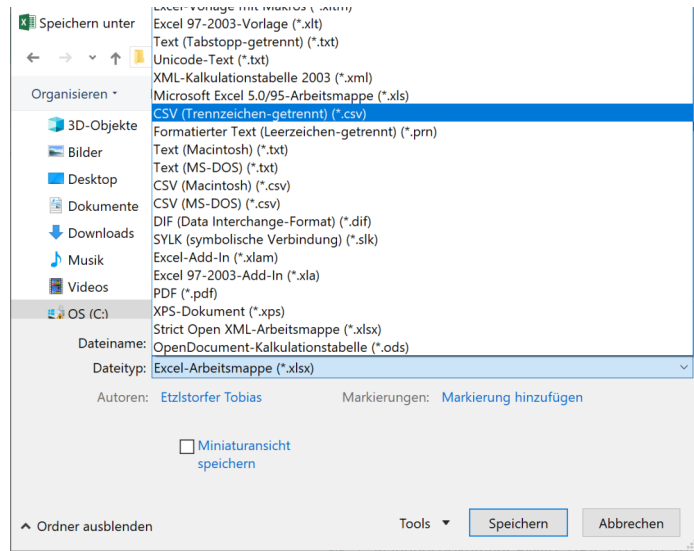 Speichern unter
Excel-Vorlage mit Makros (*.xltm)
Excel 97-2003-Vorlage (*.xlt)
Text (Tabstopp-getrennt) (*.txt)
Unicode-Text (*.txt)
XML-Kalkulationstabelle 2003 (*.xml)
Microsoft Excel 5.0/95-Arbeitsmappe (*.xls)
CSV (Trennzeichen-getrennt) (*.csv)
Formatierter Text (Leerzeichen-getrennt) (*.prn)
Text (Macintosh) (*.txt)
Text (MS-DOS) (*.txt)
CSV (Macintosh) (*.csv)
CSV (MS-DOS) (*.csv)
DIF (Data Interchange-Format) (*.dif)
SYLK (symbolische Verbindung) (*.slk)
Excel-Add-In (*.xlam)
Excel 97-2003-Add-In (*.xla)
PDF (*.pdf)
XPS-Dokument (*.xps)
Strict Open XML-Arbeitsmappe (*.xlsx)
OpenDocument-Kalkulationstabelle (*.ods)
Organisieren
3D-Objekte
Bilder
Desktop
Dokumente
Downloads
Musik
Videos
OS (C:)
Dateiname:
Dateityp: Excel-Arbeitsmappe (*.xlsx)
Autoren: Etzlstorfer Tobias Markierungen: Markierung hinzufügen
Miniaturansicht
speichern
Ordner ausblenden Tools Speichern Abbrechen